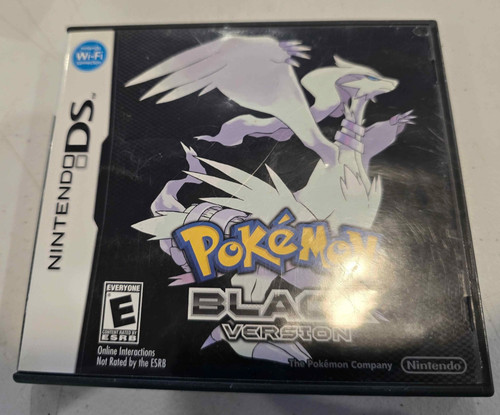 Nintendo
Wi-Fi
CONNECTION
NINTENDO DS™
POKéMON
BLACK
VERSION
EVERYONE
E
CONTENT RATED BY
ESRB
Online Interactions
Not Rated by the ESRB
The Pokémon Company
Nintendo